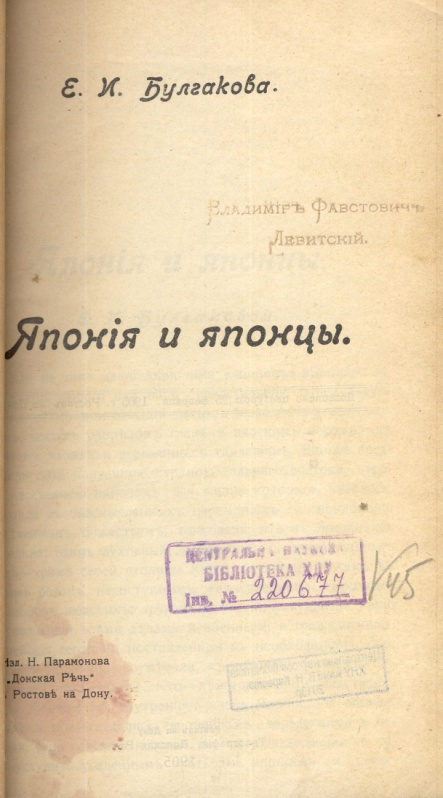 Е. И. Булгакова.
Владиміръ Фавстовичъ
Левитскій.
Японія и японцы.
ЦЕНТРАЛЬНА НАУКОВА
БІБЛІОТЕКА ХДУ
Інв. № 220677
V45
Изд. Н. Парамонова
„Донская Рѣчь“
Ростовѣ на Дону.